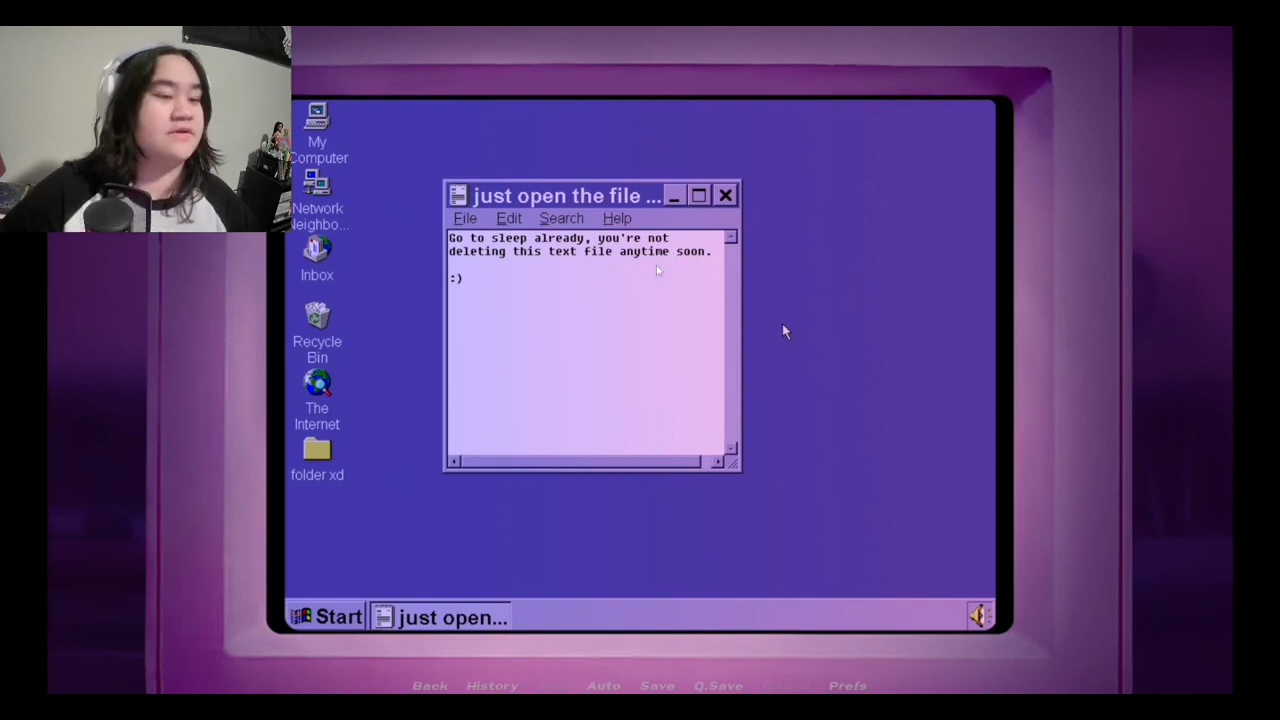 My
Computer
Network
Neighbo...
Inbox
Recycle
Bin
The
Internet
folder xd
just open the file ...
File Edit Search Help
Go to sleep already, you're not
deleting this text file anytime soon.
:)
Start just open...
Back History Auto Save Q.Save Prefs